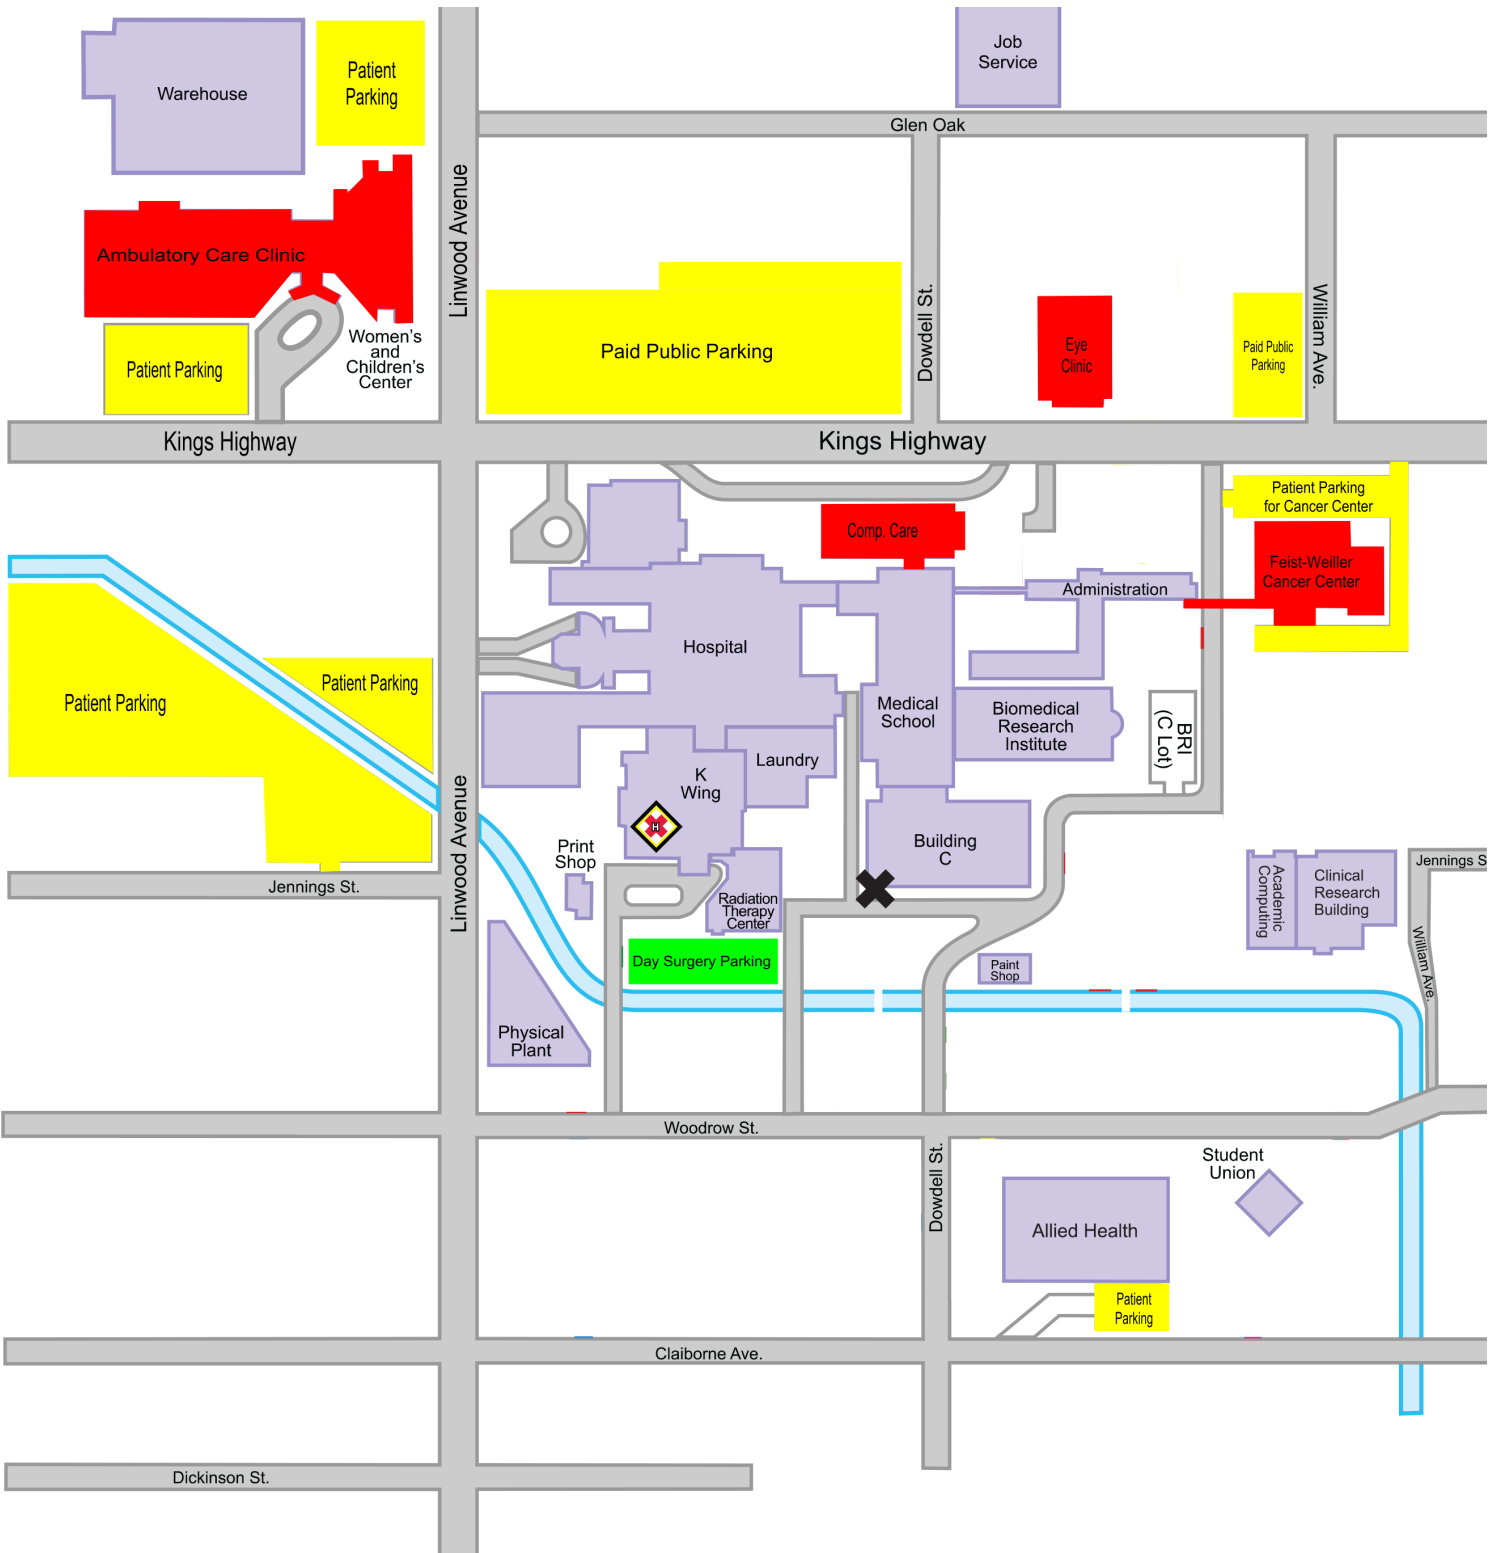 Job
Service
Warehouse
Patient
Parking
Glen Oak
Linwood Avenue
Ambulatory Care Clinic
Dowdell St.
William Ave.
Women's
and
Children's
Center
Patient Parking
Paid Public Parking
Eye
Clinic
Paid Public
Parking
Kings Highway
Kings Highway
Patient Parking
for Cancer Center
Comp. Care
Feist-Weiller
Cancer Center
Administration
Hospital
Patient Parking
Patient Parking
Medical
School
Biomedical
Research
Institute
BRI
(C Lot)
Laundry
K
Wing
H
Linwood Avenue
Print
Shop
Building
C
Jennings St.
Jennings S
Academic
Computing
Clinical
Research
Building
Radiation
Therapy
Center
William Ave.
Day Surgery Parking
Paint
Shop
Physical
Plant
Woodrow St.
Dowdell St.
Student
Union
Allied Health
Patient
Parking
Claiborne Ave.
Dickinson St.